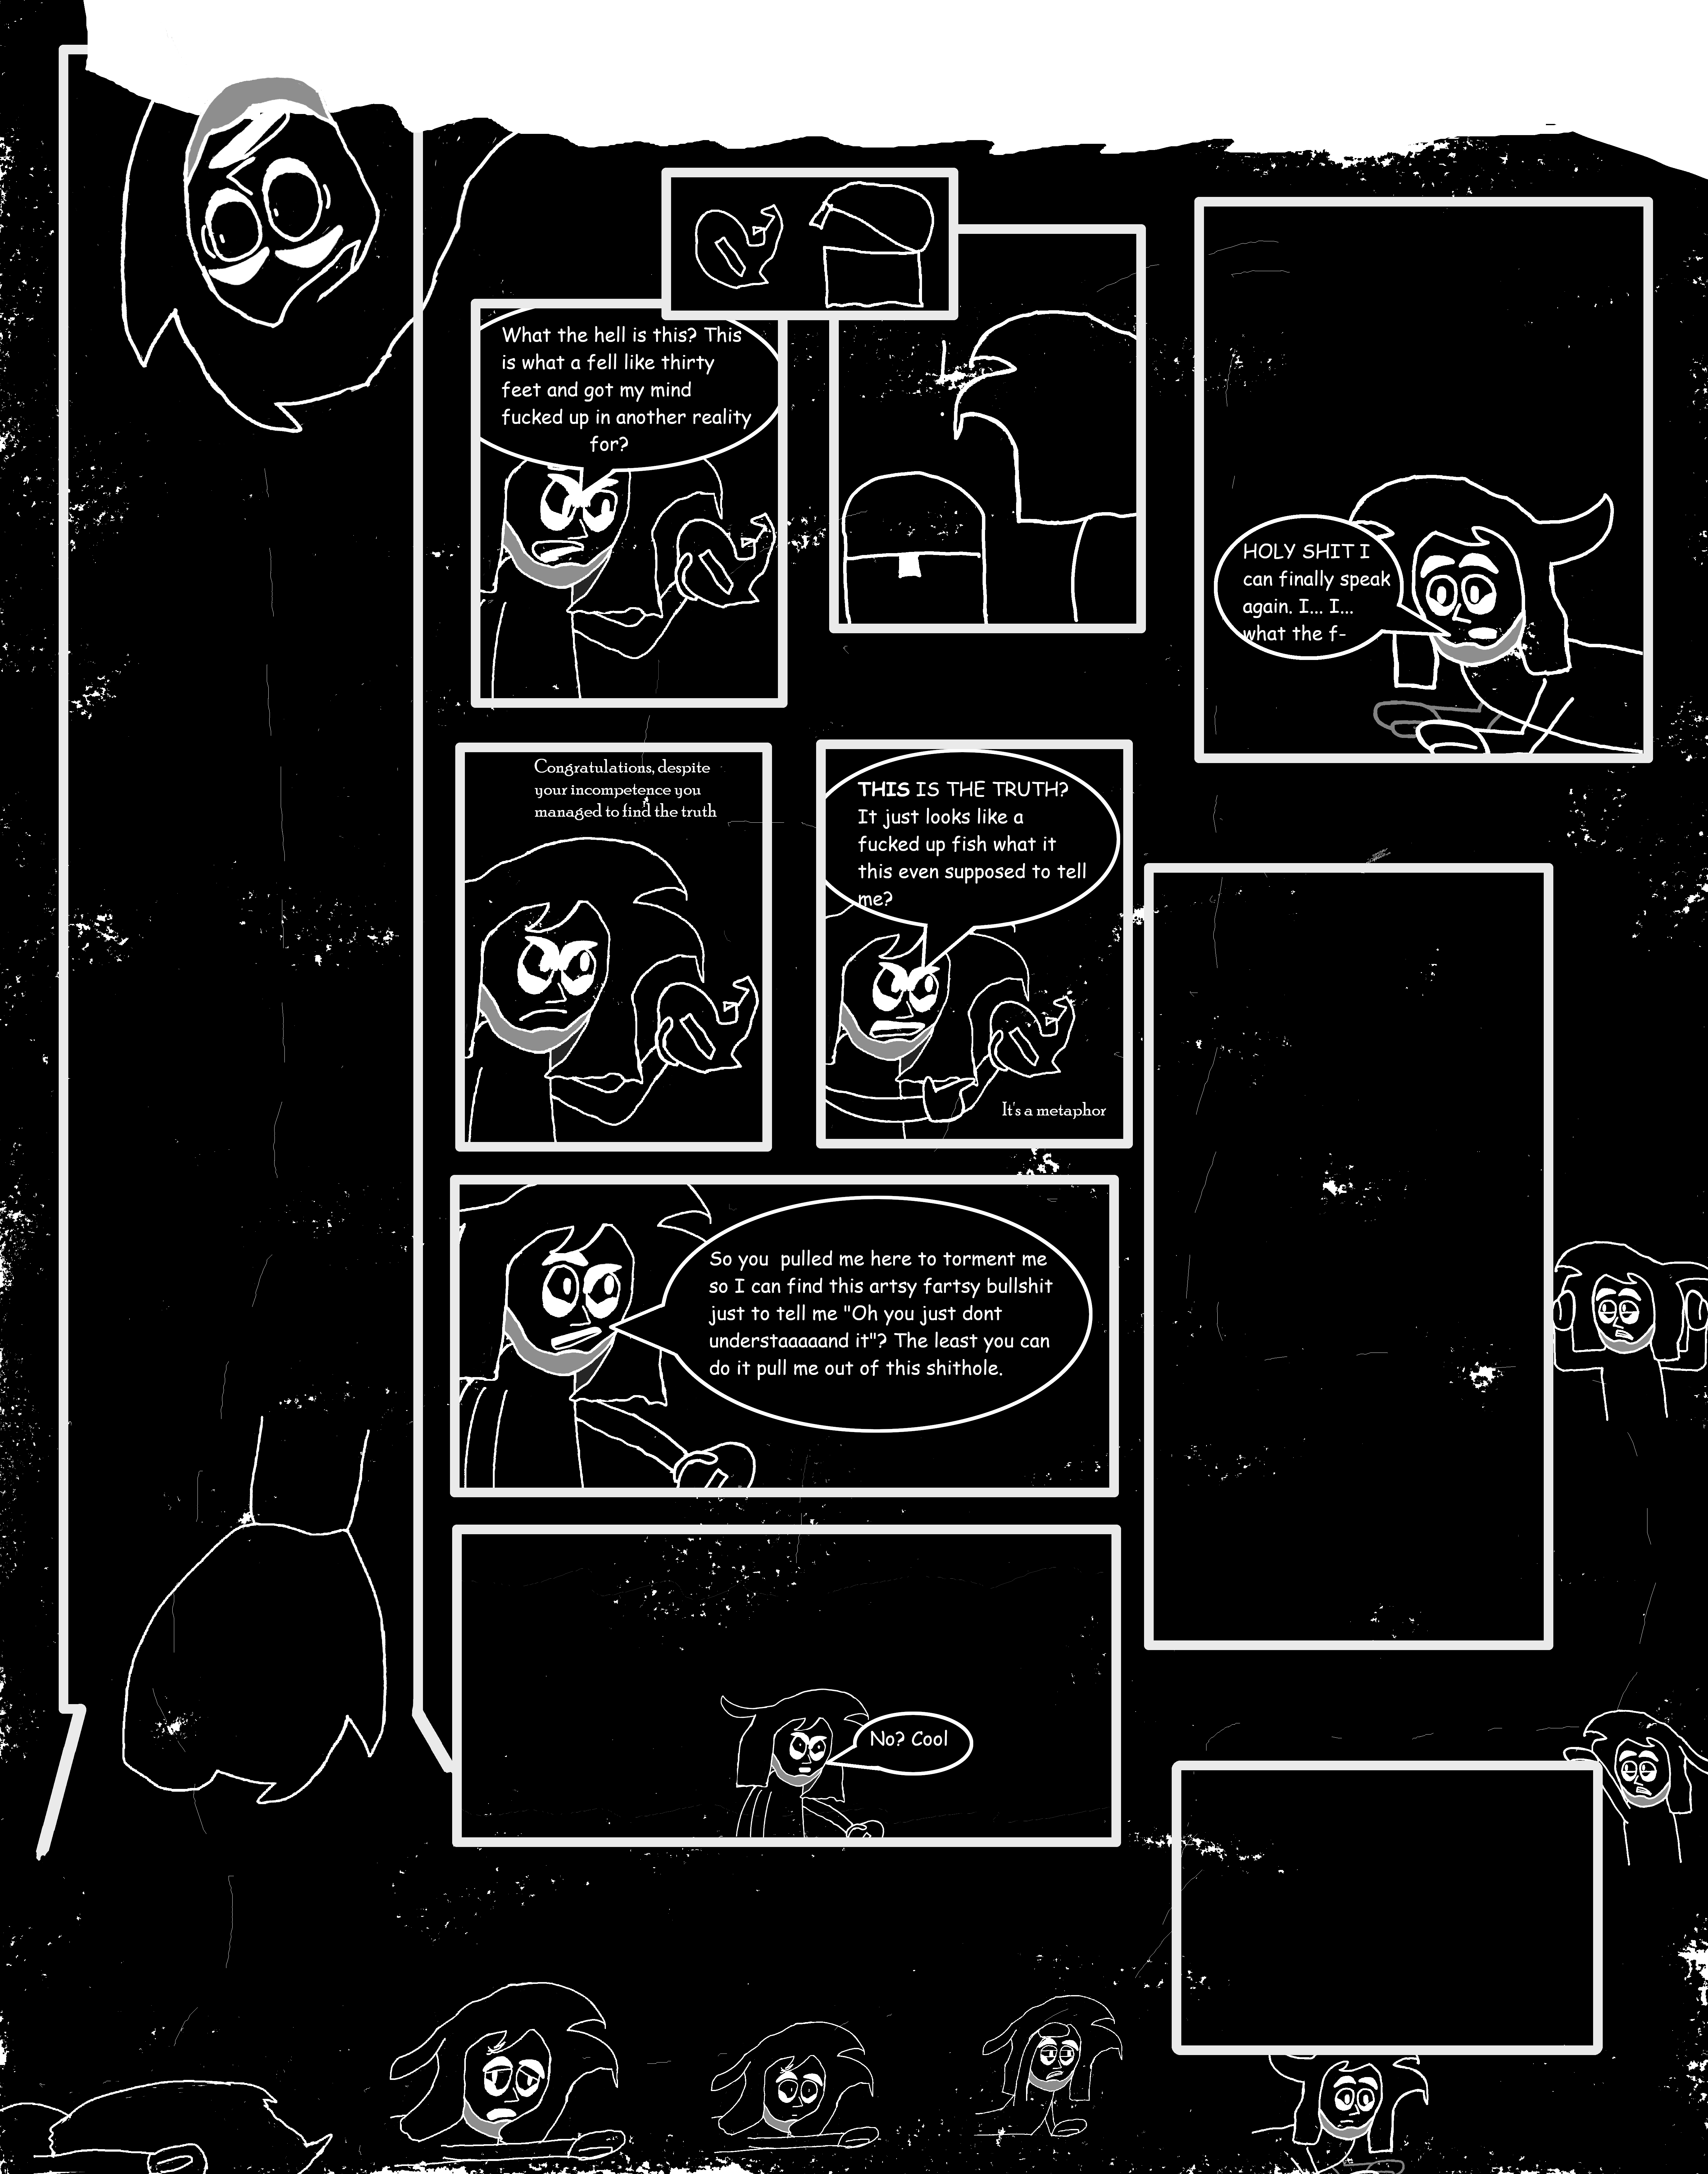 What the hell is this? This
is what a fell like thirty
feet and got my mind
fucked up in another reality
for?
HOLY SHIT I
can finally speak
again. I... I...
what the f-
Congratulations, despite
your incompetence you
managed to find the truth
THIS IS THE TRUTH?
It just looks like a
fucked up fish what it
this even supposed to tell
me?
It's a metaphor
So you pulled me here to torment me
so I can find this artsy fartsy bullshit
just to tell me "Oh you just dont
understaaaaand it"? The least you can
do it pull me out of this shithole.
No? Cool